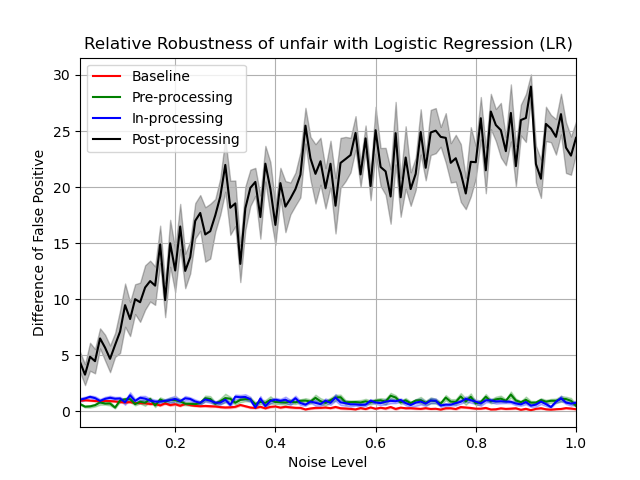 Relative Robustness of unfair with Logistic Regression (LR)
30
25
20
15
10
5
0
Difference of False Positive
Baseline
Pre-processing
In-processing
Post-processing
0.2
0.4
0.6
0.8
1.0
Noise Level